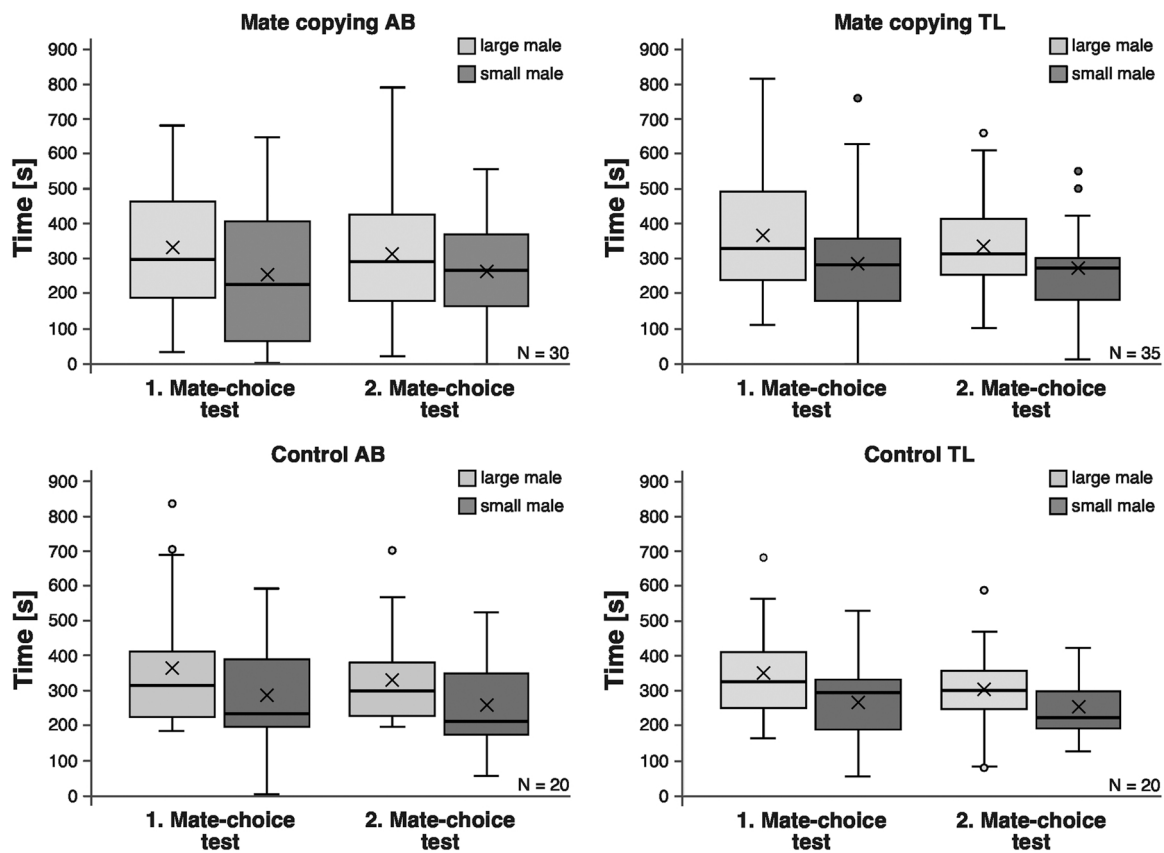 Mate copying AB
large male
small male
Time [s]
900
800
700
600
500
400
300
200
100
0
N = 30
1. Mate-choice
test
2. Mate-choice
test
Mate copying TL
large male
small male
Time [s]
900
800
700
600
500
400
300
200
100
0
N = 35
1. Mate-choice
test
2. Mate-choice
test
Control AB
large male
small male
Time [s]
900
800
700
600
500
400
300
200
100
0
N = 20
1. Mate-choice
test
2. Mate-choice
test
Control TL
large male
small male
Time [s]
900
800
700
600
500
400
300
200
100
0
N = 20
1. Mate-choice
test
2. Mate-choice
test